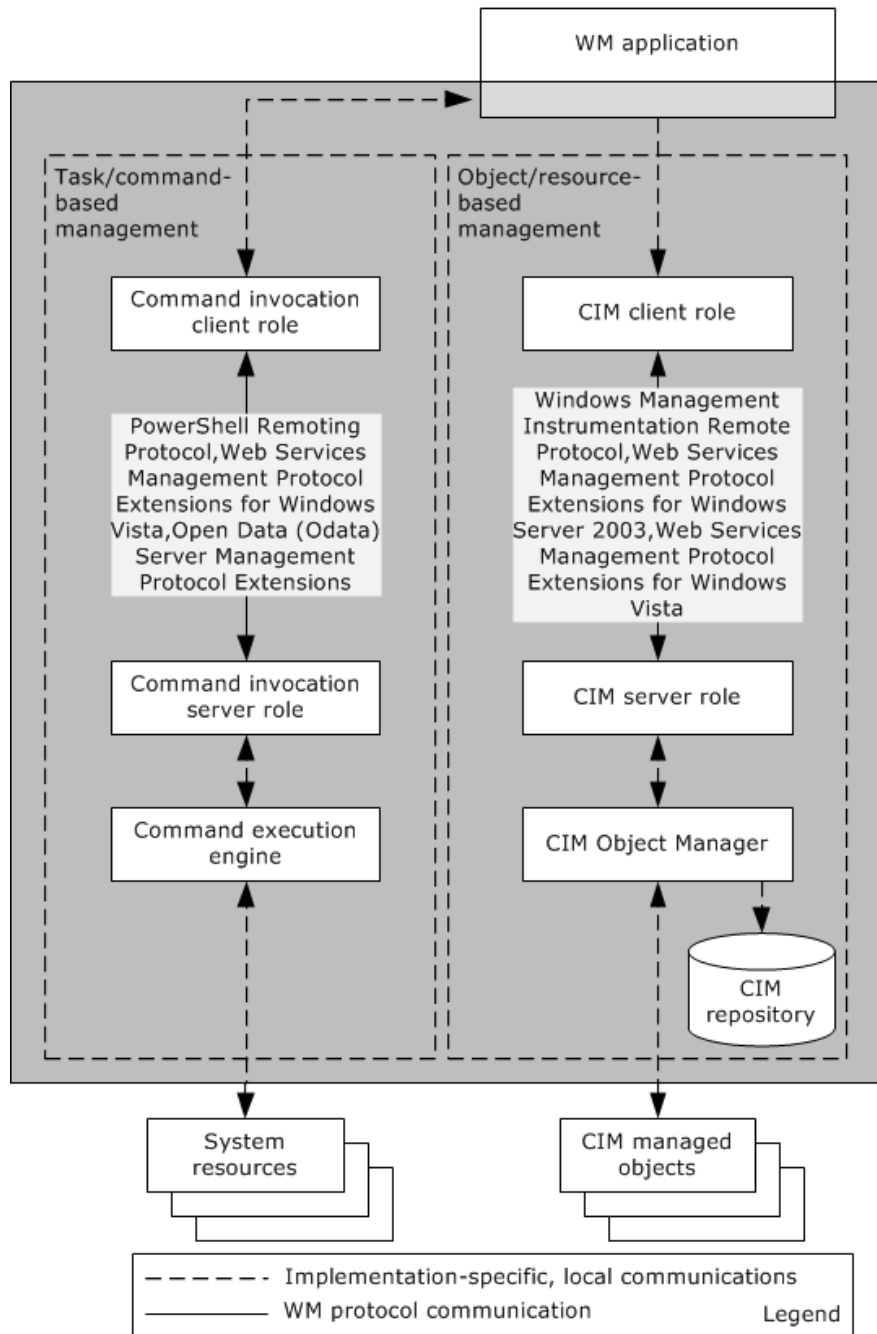 WM application
Task/command-
based
management
Object/resource-
based
management
Command invocation
client role
CIM client role
PowerShell Remoting
Protocol,Web Services
Management Protocol
Extensions for Windows
Vista,Open Data (Odata)
Server Management
Protocol Extensions
Windows Management
Instrumentation Remote
Protocol,Web Services
Management Protocol
Extensions for Windows
Server 2003,Web Services
Management Protocol
Extensions for Windows
Vista
Command invocation
server role
CIM server role
Command execution
engine
CIM Object Manager
CIM
repository
System
resources
CIM managed
objects
Implementation-specific, local communications
WM protocol communication
Legend